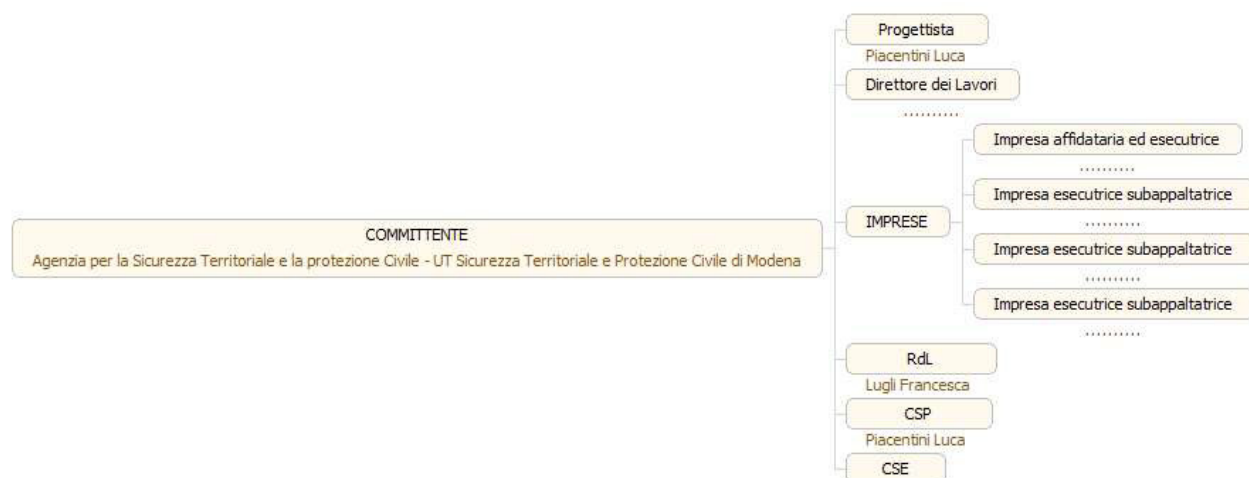 Progettista
Piacentini Luca
Direttore dei Lavori
..........
Impresa affidataria ed esecutrice
..........
Impresa esecutrice subappaltatrice
..........
IMPRESE
COMMITTENTE
Agenzia per la Sicurezza Territoriale e la protezione Civile - UT Sicurezza Territoriale e Protezione Civile di Modena
Impresa esecutrice subappaltatrice
..........
Impresa esecutrice subappaltatrice
..........
RdL
Lugli Francesca
CSP
Piacentini Luca
CSE